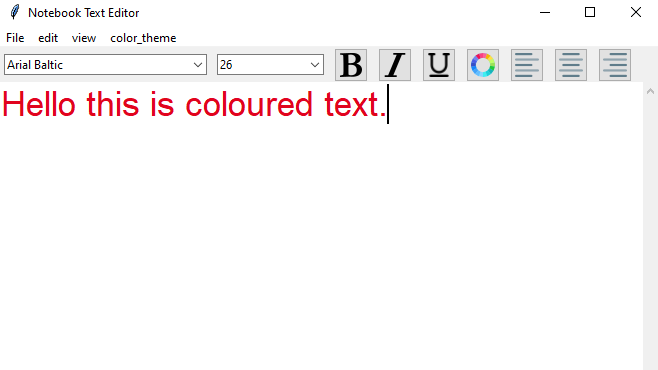 Notebook Text Editor
File edit view color_theme
Arial Baltic 26 B I U
Hello this is coloured text.